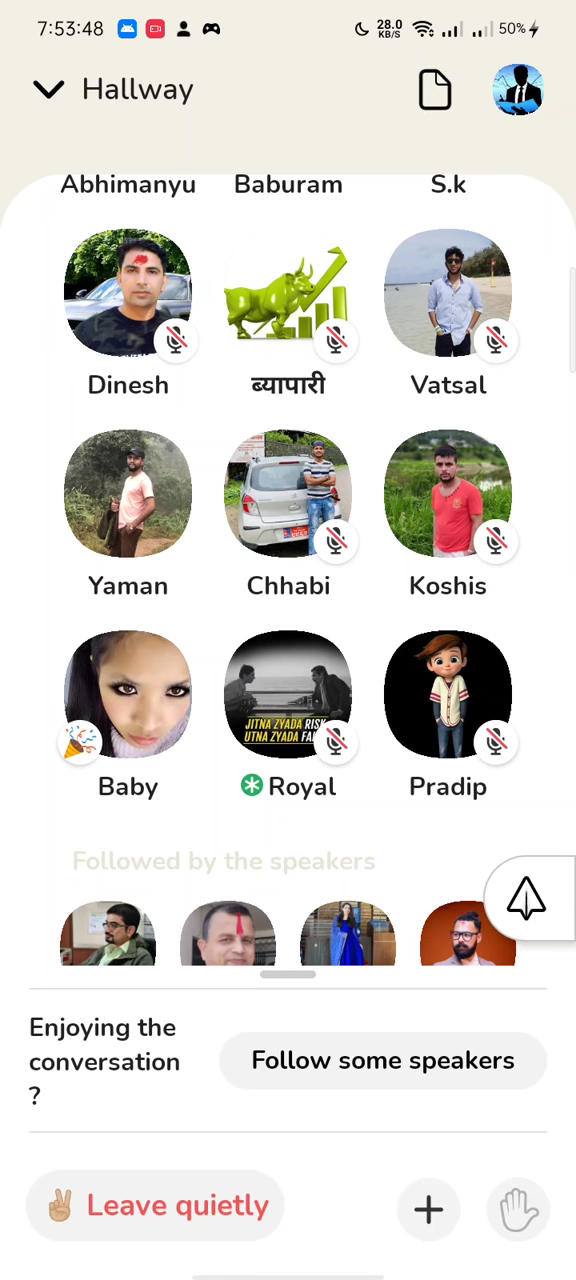 7:53:48 28.0 KB/S 50%
Hallway
Abhimanyu Baburam S.k
Dinesh ब्यापारी Vatsal
Yaman Chhabi Koshis
JITNA ZYADA RISK
UTNA ZYADA
Baby Royal Pradip
Followed by the speakers
Enjoying the
conversation
?
Follow some speakers
Leave quietly